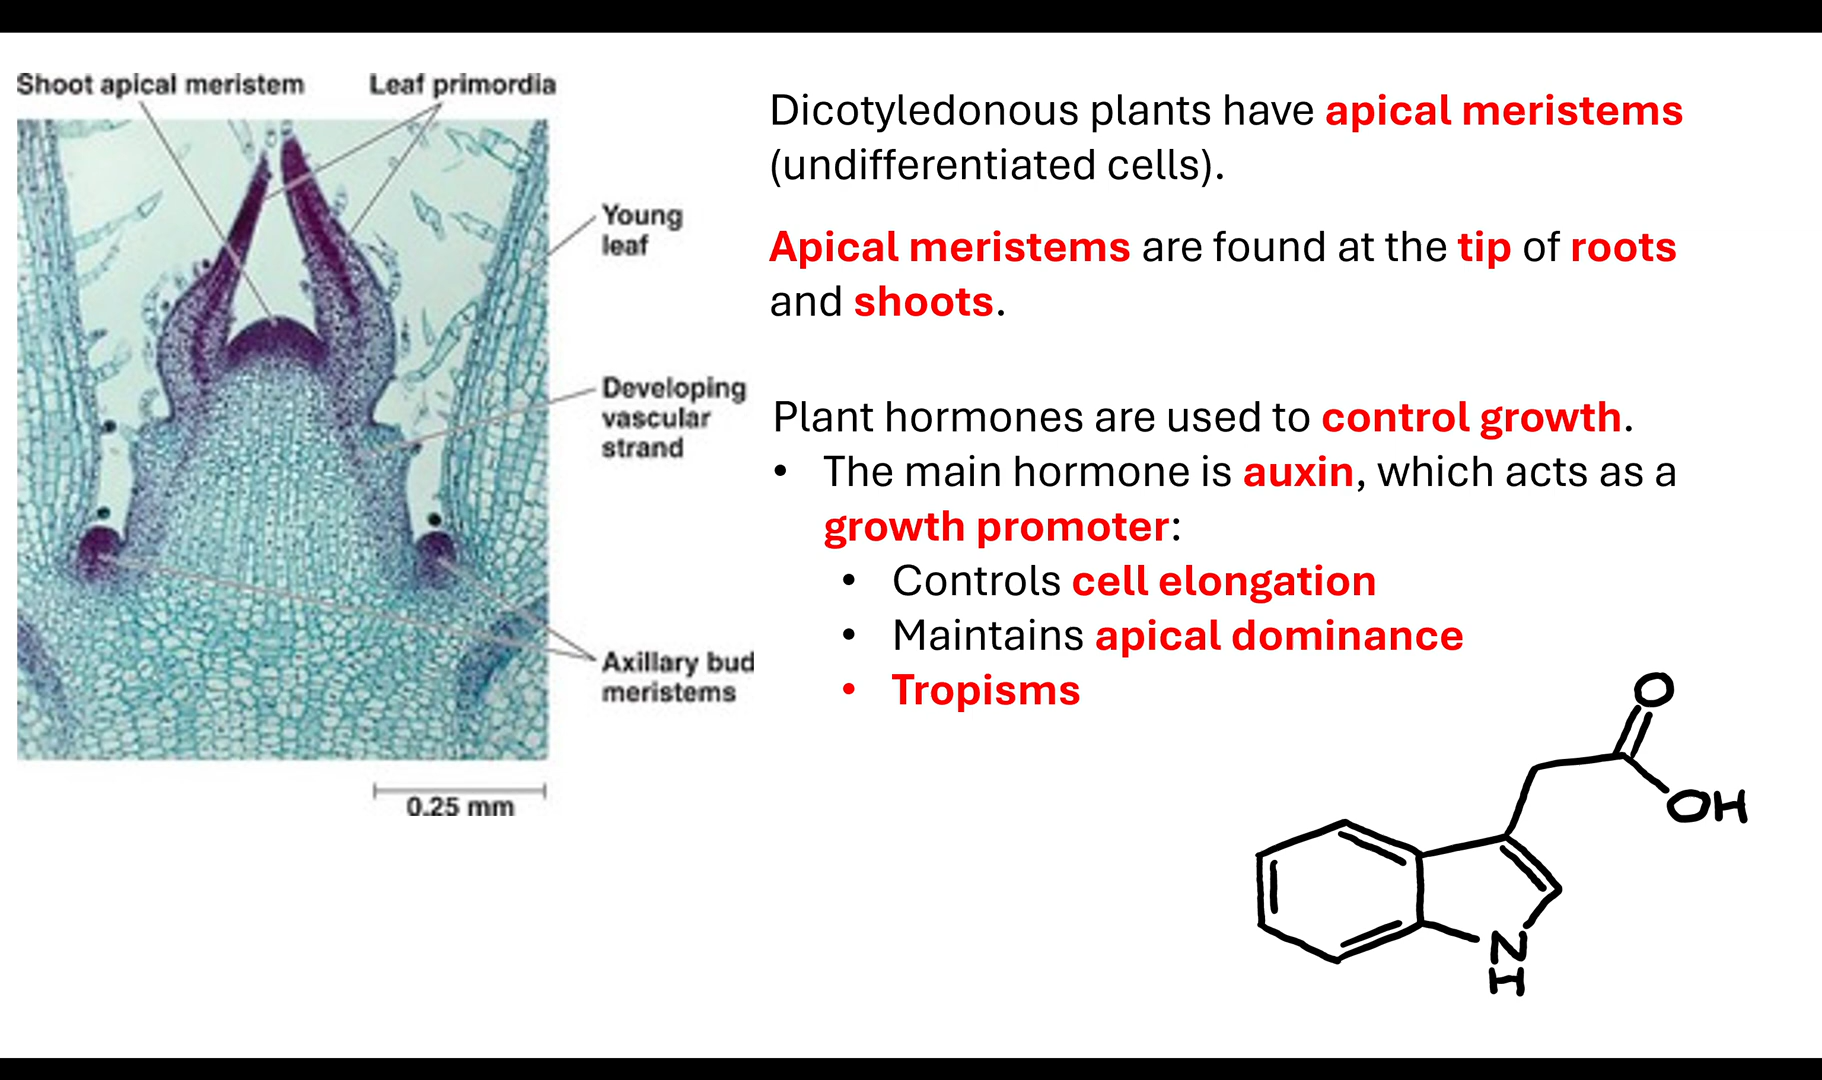 Shoot apical meristem
Leaf primordia
Young
leaf
Developing
vascular
strand
Axillary bud
meristems
0.25 mm
Dicotyledonous plants have apical meristems
(undifferentiated cells).
Apical meristems are found at the tip of roots
and shoots.
Plant hormones are used to control growth.
• The main hormone is auxin, which acts as a
growth promoter:
• Controls cell elongation
• Maintains apical dominance
• Tropisms
O
OH
N
H